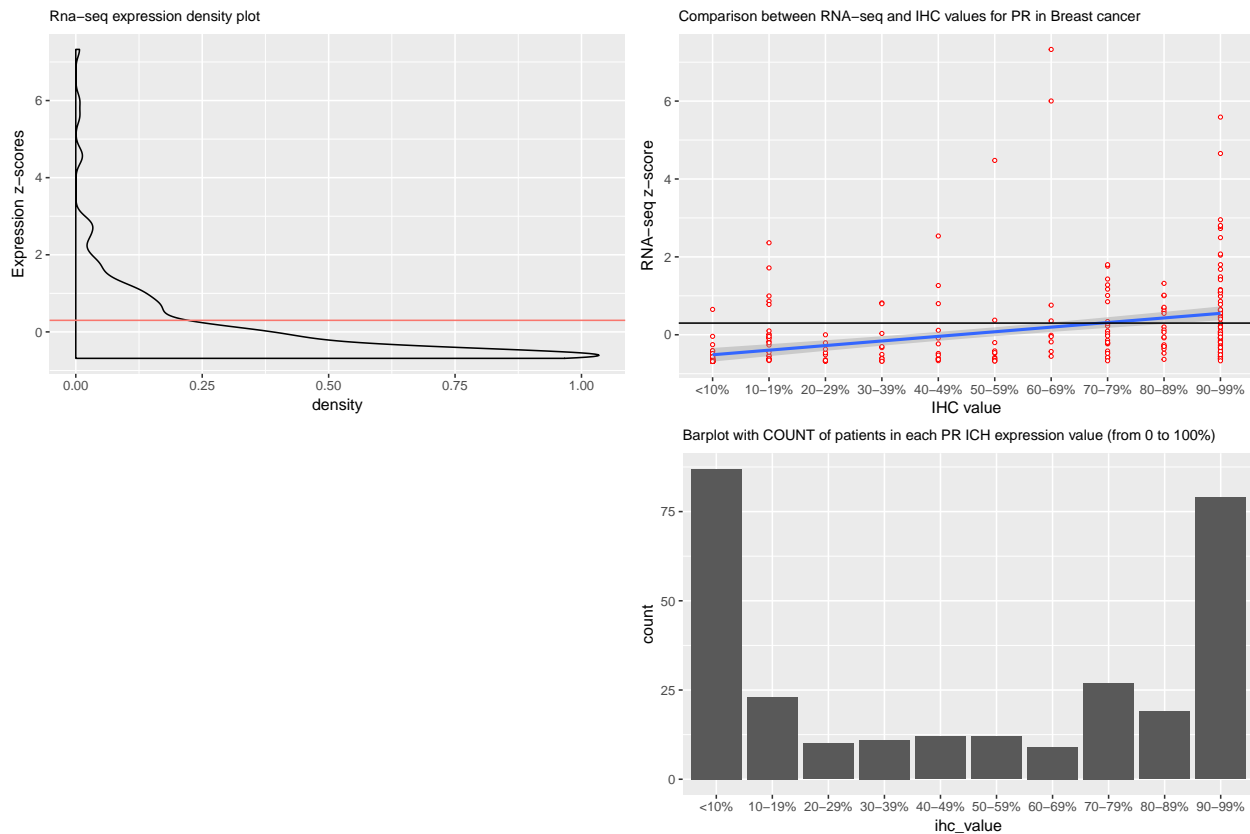 Rna−seq expression density plot
6
4
2
0
Expression z−scores
0.00 0.25 0.50 0.75 1.00
density
Comparison between RNA−seq and IHC values for PR in Breast cancer
6
4
2
0
RNA−seq z−score
<10% 10−19% 20−29% 30−39% 40−49% 50−59% 60−69% 70−79% 80−89% 90−99%
IHC value
Barplot with COUNT of patients in each PR ICH expression value (from 0 to 100%)
75
50
25
0
count
<10% 10−19% 20−29% 30−39% 40−49% 50−59% 60−69% 70−79% 80−89% 90−99%
ihc_value